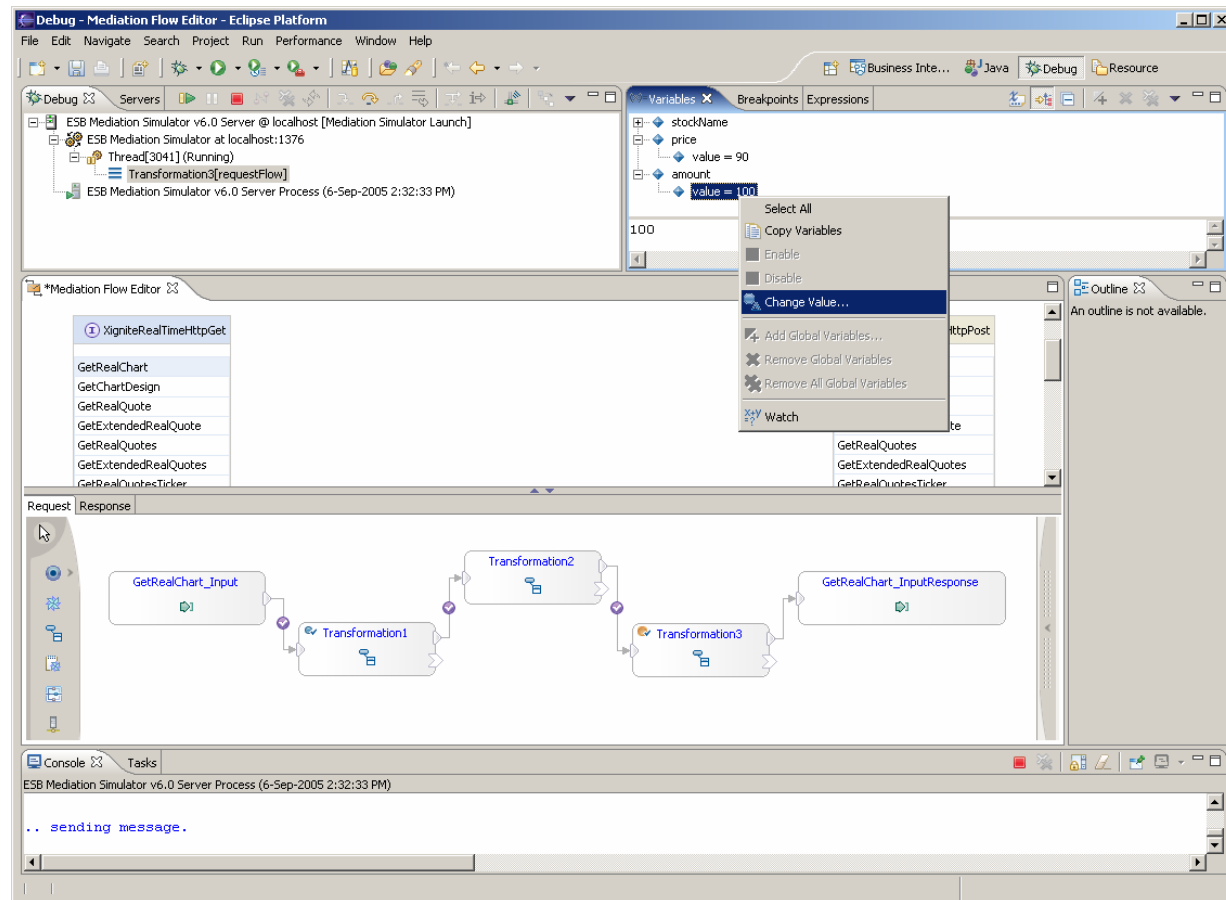 Debug - Mediation Flow Editor - Eclipse Platform
File Edit Navigate Search Project Run Performance Window Help
Business Inte... Java Debug Resource
Debug Servers
ESB Mediation Simulator v6.0 Server @ localhost [Mediation Simulator Launch]
ESB Mediation Simulator at localhost:1376
Thread[3041] (Running)
Transformation3[requestFlow]
ESB Mediation Simulator v6.0 Server Process (6-Sep-2005 2:32:33 PM)
Variables Breakpoints Expressions
stockName
price
value = 90
amount
value = 100
100
Select All
Copy Variables
Enable
Disable
Change Value...
Add Global Variables...
Remove Global Variables
Remove All Global Variables
Watch
*Mediation Flow Editor
XigniteRealTimeHttpGet
GetRealChart
GetChartDesign
GetRealQuote
GetExtendedRealQuote
GetRealQuotes
GetExtendedRealQuotes
GetRealQuotesTicker
HttpPost
te
GetRealQuotes
GetExtendedRealQuotes
GetRealQuotesTicker
Outline
An outline is not available.
Request Response
GetRealChart_Input
Transformation1
Transformation2
Transformation3
GetRealChart_InputResponse
Console Tasks
ESB Mediation Simulator v6.0 Server Process (6-Sep-2005 2:32:33 PM)
.. sending message.